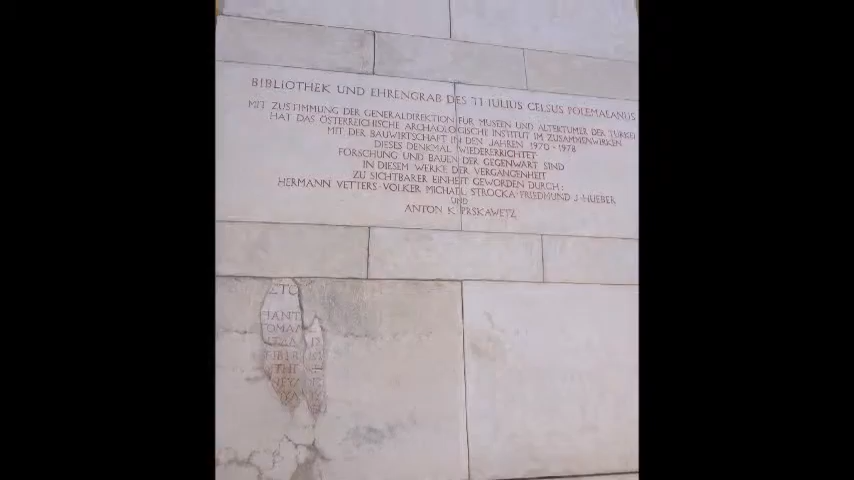 BIBLIOTHEK UND EHRENGRAB DES TI IULIUS CELSUS POLEMAEANUS
MIT ZUSTIMMUNG DER GENERALDIREKTION FÜR MUSEEN UND ALTERTÜMER DER TÜRKEI
HAT DAS ÖSTERREICHISCHE ARCHÄOLOGISCHE INSTITUT IM ZUSAMMENWIRKEN
MIT DER BAUWIRTSCHAFT IN DEN JAHREN 1970 - 1978
DIESES DENKMAL WIEDERERRICHTET
FORSCHUNG UND BAUEN DER GEGENWART SIND
IN DIESEM WERKE DER VERGANGENHEIT
ZU SICHTBARER EINHEIT GEWORDEN DURCH:
HERMANN VETTERS·VOLKER MICHAEL STROCKA·FRIEDMUND J·HUEBER
UND
ANTON K PRSKAWETZ
ΙΑΝΤ